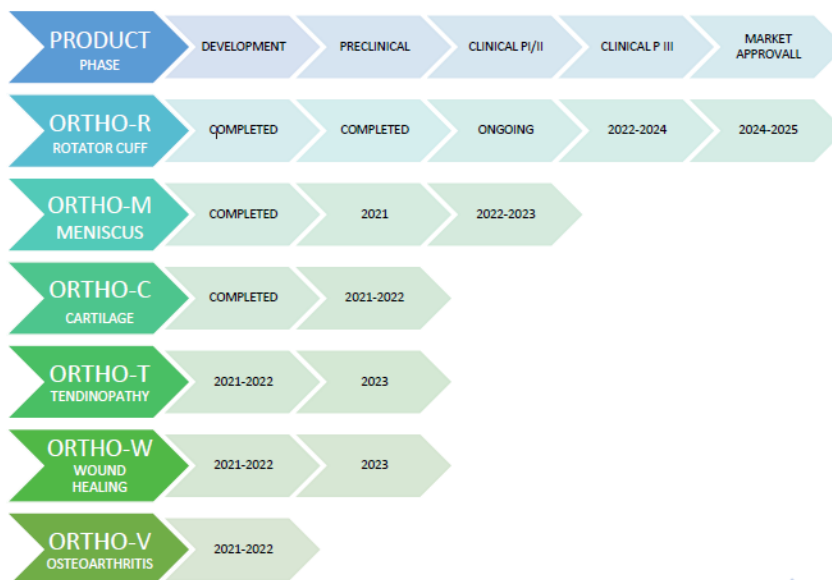 PRODUCT
PHASE
DEVELOPMENT
PRECLINICAL
CLINICAL PI/II
CLINICAL P III
MARKET
APPROVALL
ORTHO-R
ROTATOR CUFF
COMPLETED
COMPLETED
ONGOING
2022-2024
2024-2025
ORTHO-M
MENISCUS
COMPLETED
2021
2022-2023
ORTHO-C
CARTILAGE
COMPLETED
2021-2022
ORTHO-T
TENDINOPATHY
2021-2022
2023
ORTHO-W
WOUND
HEALING
2021-2022
2023
ORTHO-V
OSTEOARTHRITIS
2021-2022